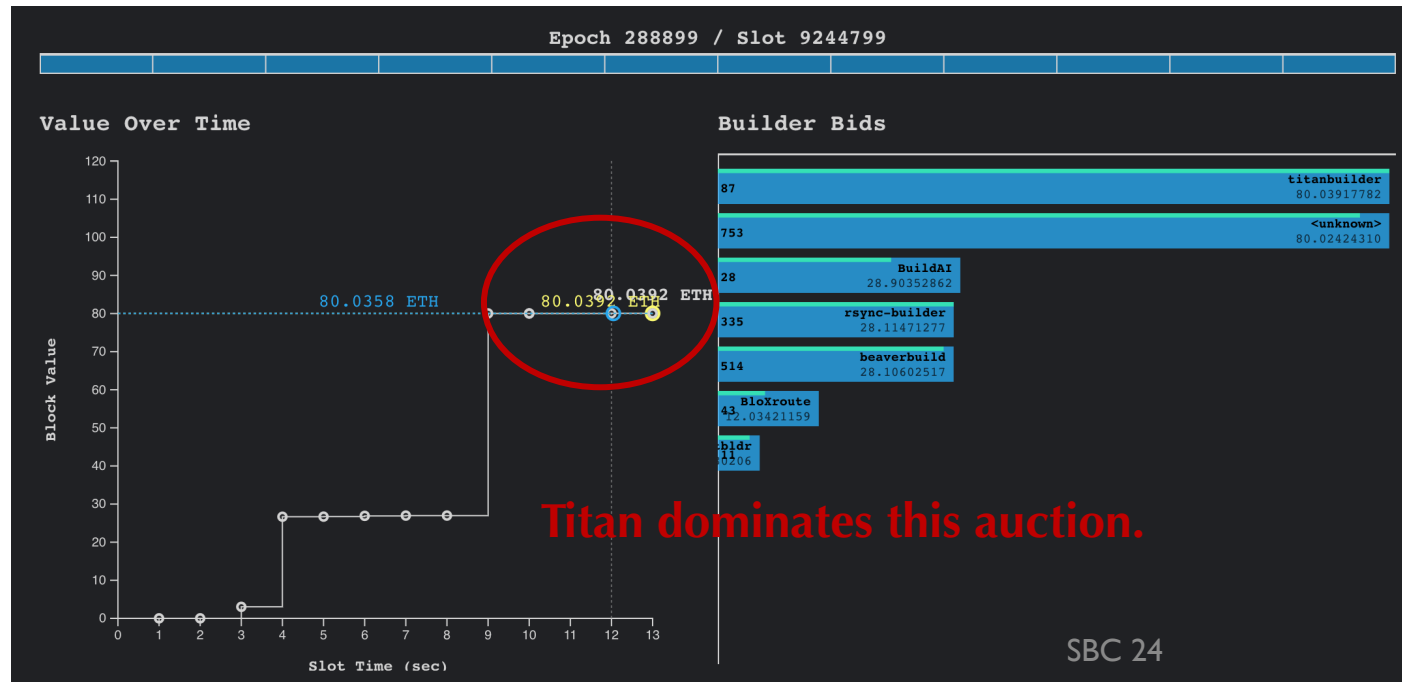 Epoch 288899 / Slot 9244799
Value Over Time
120
110
100
90
80
70
60
50
40
30
20
10
0
Block Value
80.0358 ETH
80.0392 ETH
80.0392 ETH
0 1 2 3 4 5 6 7 8 9 10 11 12 13
Slot Time (sec)
Builder Bids
87 titanbuilder
80.03917782
753 <unknown>
80.02424310
28 BuildAI
28.90352862
335 rsync-builder
28.11471277
514 beaverbuild
28.10602517
43 BloXroute
12.03421159
11
Titan dominates this auction.
SBC 24